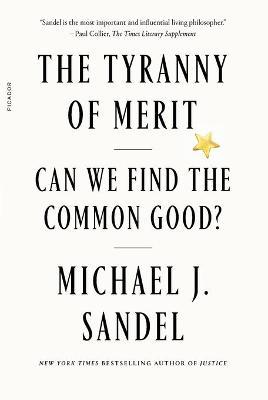 "Sandel is the most important and influential living philosopher."
– Paul Collier, The Times Literary Supplement
THE TYRANNY
OF MERIT
CAN WE FIND THE
COMMON GOOD?
MICHAEL J.
SANDEL
NEW YORK TIMES BESTSELLING AUTHOR OF JUSTICE
PICADOR